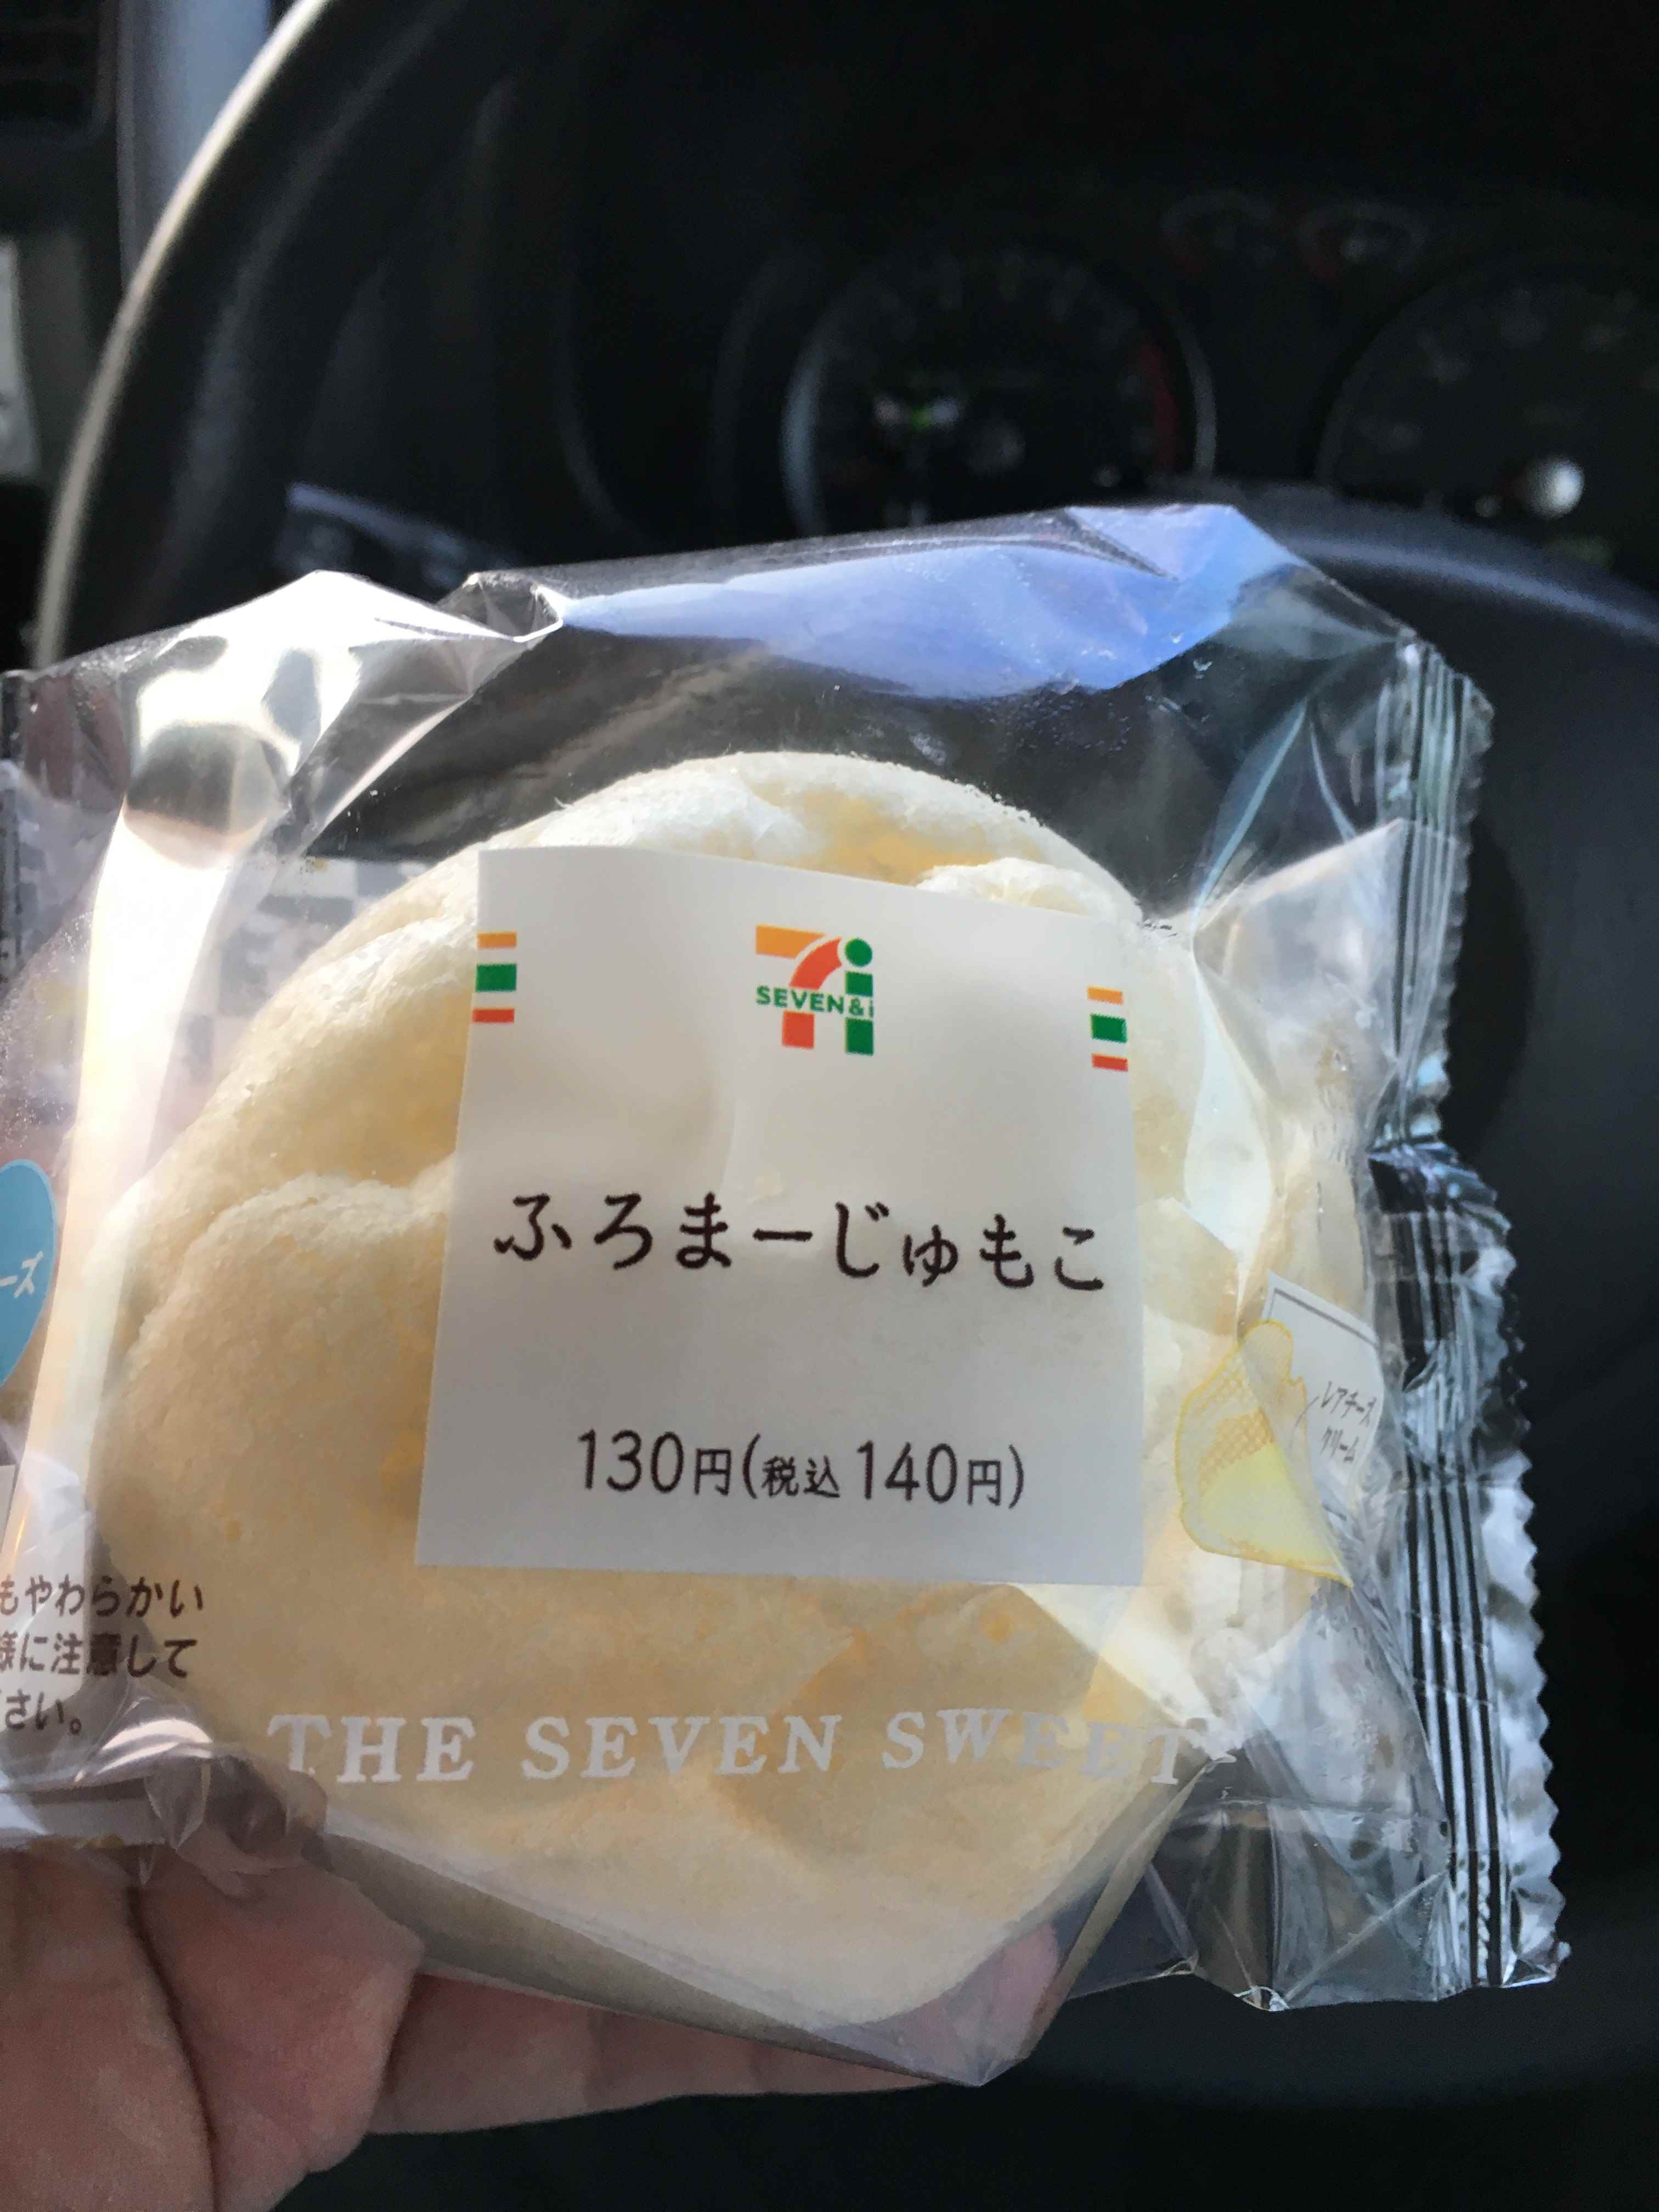 SEVEN&i
ふろまーじゅもこ
130円(税込140円)
レアチーズ
クリーム
ーズ
もやわらかい
様に注意して
さい。
THE SEVEN SWEET